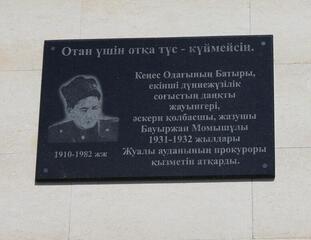 Отан үшін отқа түс - күймейсің.
Кеңес Одағының Батыры,
екінші дүниежүзілік
соғыстың даңқты
жауынгері,
әскери қолбасшы, жазушы
Бауыржан Момышұлы
1931-1932 жылдары
Жуалы ауданының прокуроры
қызметін атқарды.
1910-1982 жж